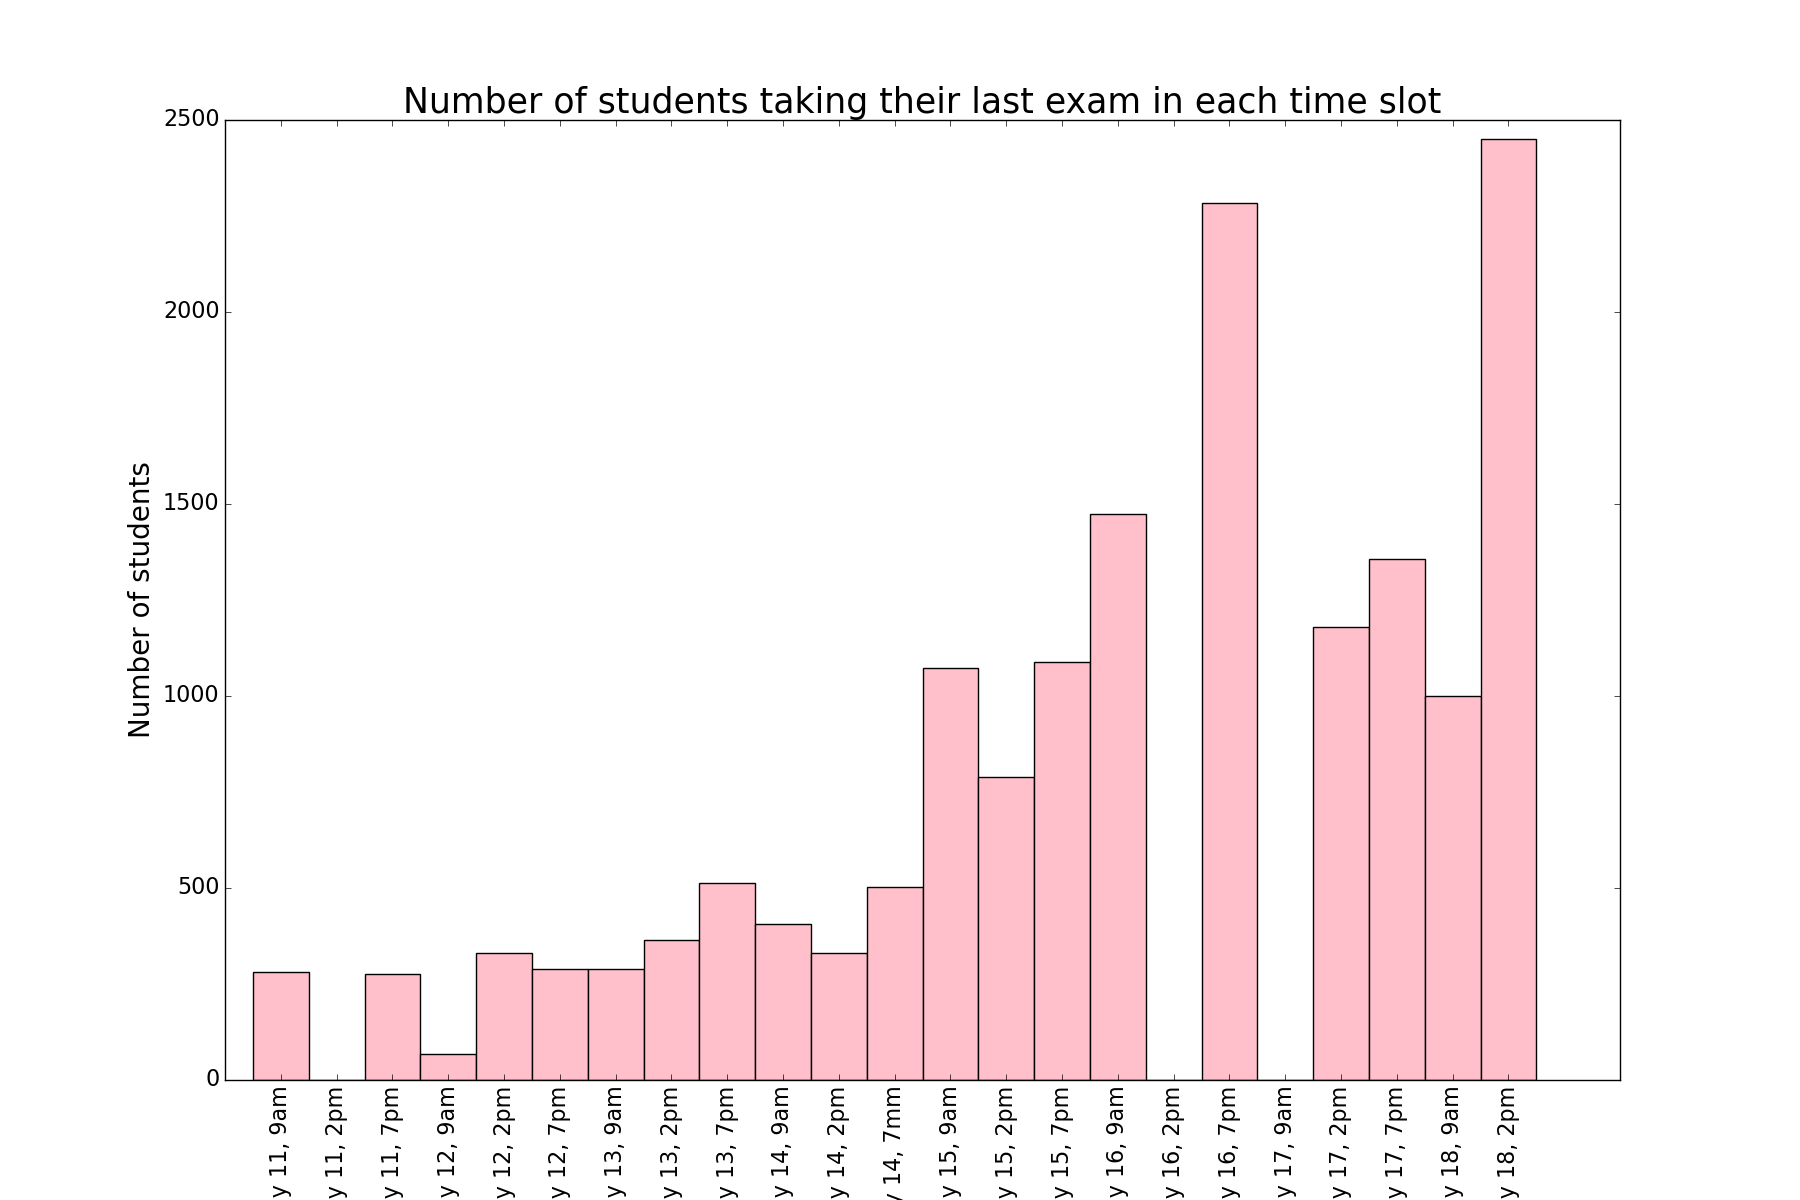 Number of students taking their last exam in each time slot
Number of students
2500
2000
1500
1000
500
0
y 11, 9am
y 11, 2pm
y 11, 7pm
y 12, 9am
y 12, 2pm
y 12, 7pm
y 13, 9am
y 13, 2pm
y 13, 7pm
y 14, 9am
y 14, 2pm
y 14, 7mm
y 15, 9am
y 15, 2pm
y 15, 7pm
y 16, 9am
y 16, 2pm
y 16, 7pm
y 17, 9am
y 17, 2pm
y 17, 7pm
y 18, 9am
y 18, 2pm